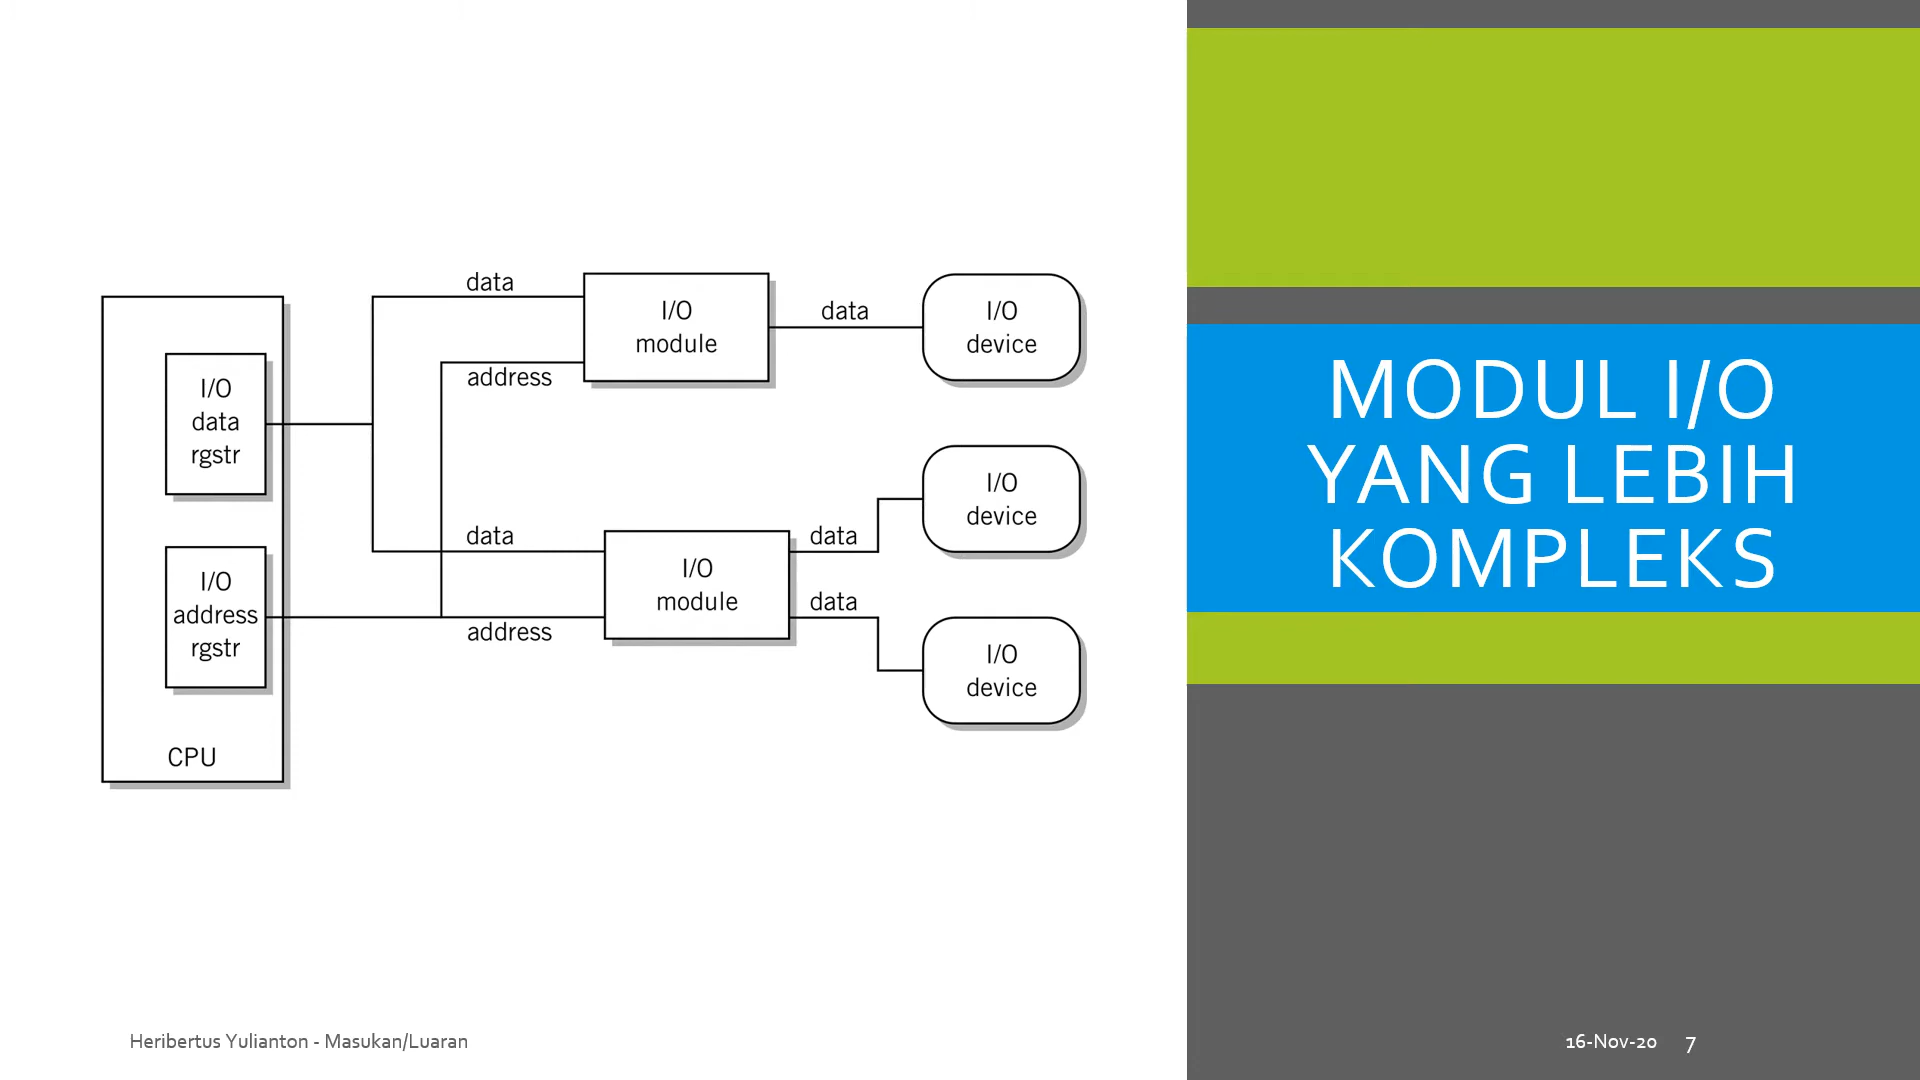 data
I/O
module
data
I/O
device
address
I/O
data
rgstr
data
I/O
module
data
I/O
device
data
I/O
device
address
I/O
address
rgstr
CPU
MODUL I/O
YANG LEBIH
KOMPLEKS
Heribertus Yulianton - Masukan/Luaran
16-Nov-20 7